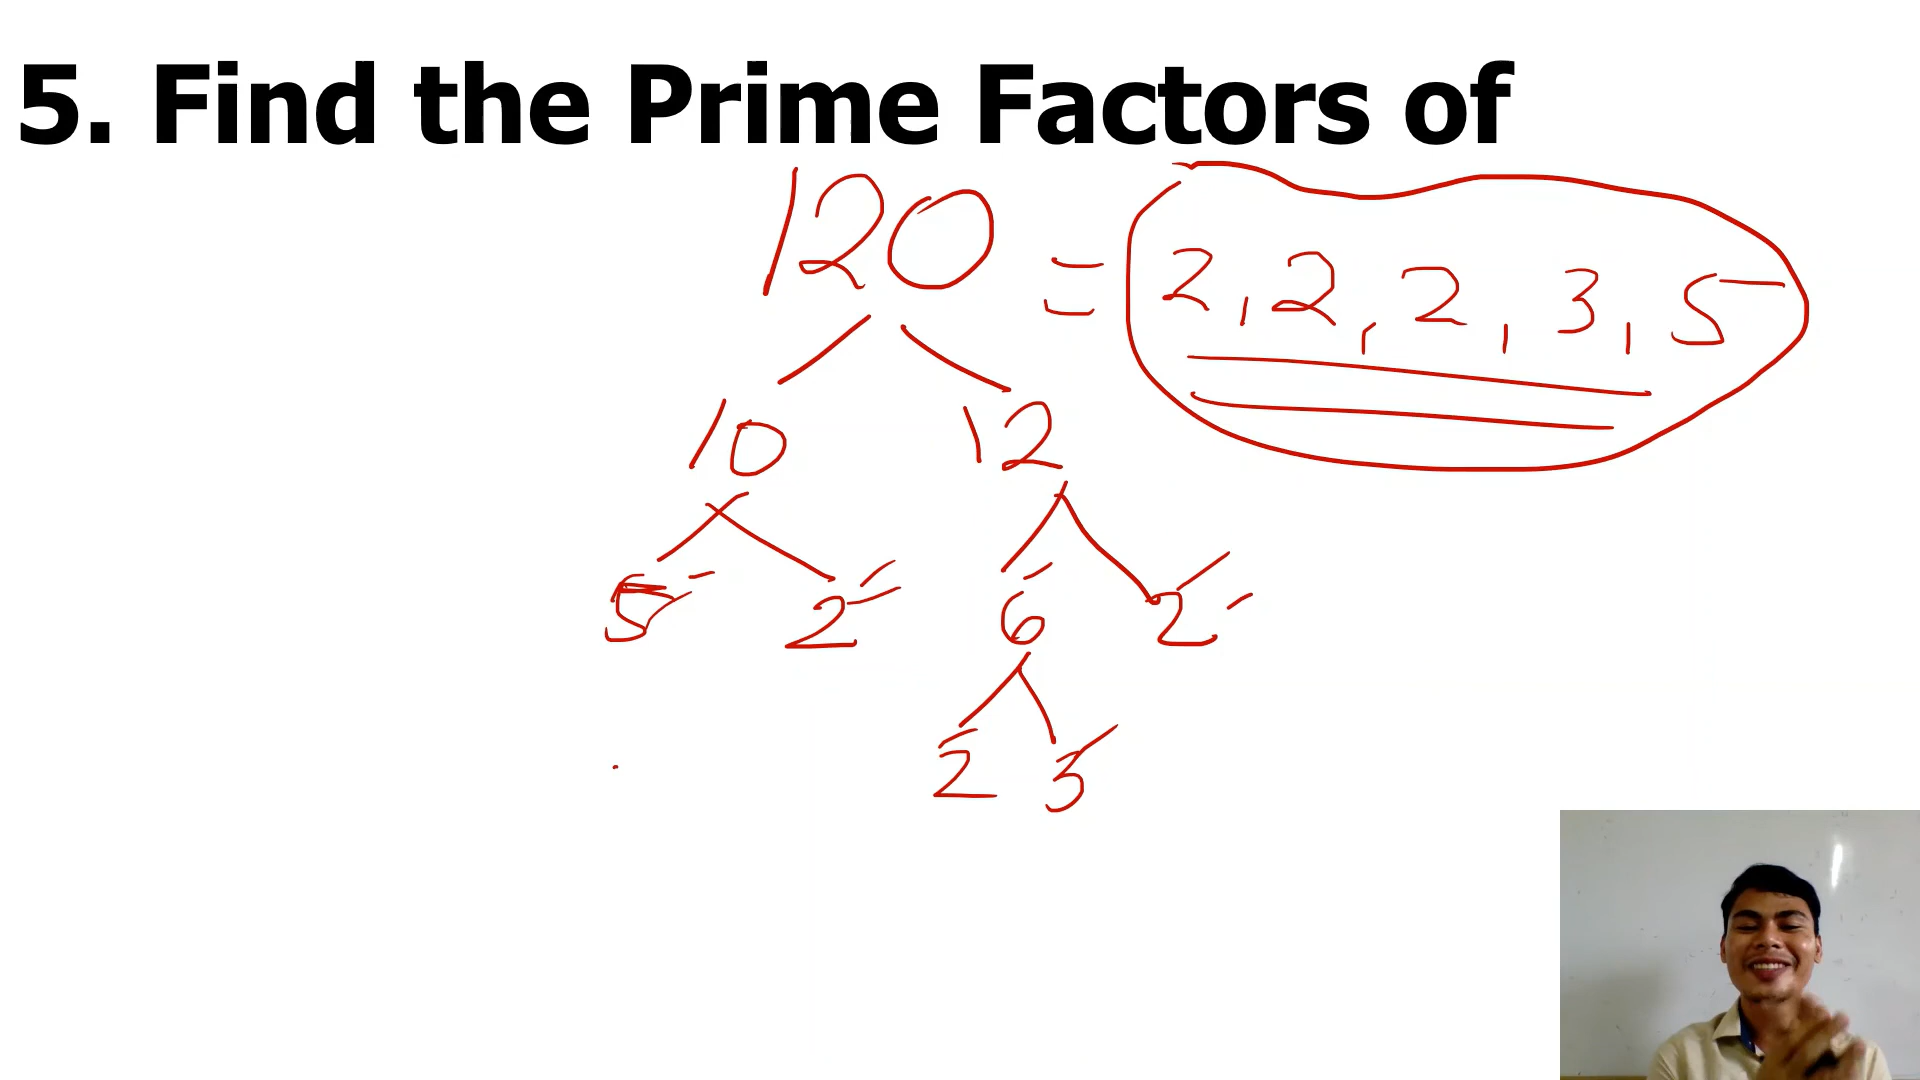 5. Find the Prime Factors of
120 = 2, 2, 2, 3, 5
10 12
5 2 6 2
2 3